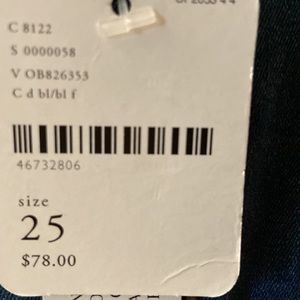 C 8122
S 0000058
V OB826353
C d bl/bl f
46732806
size
25
$78.00